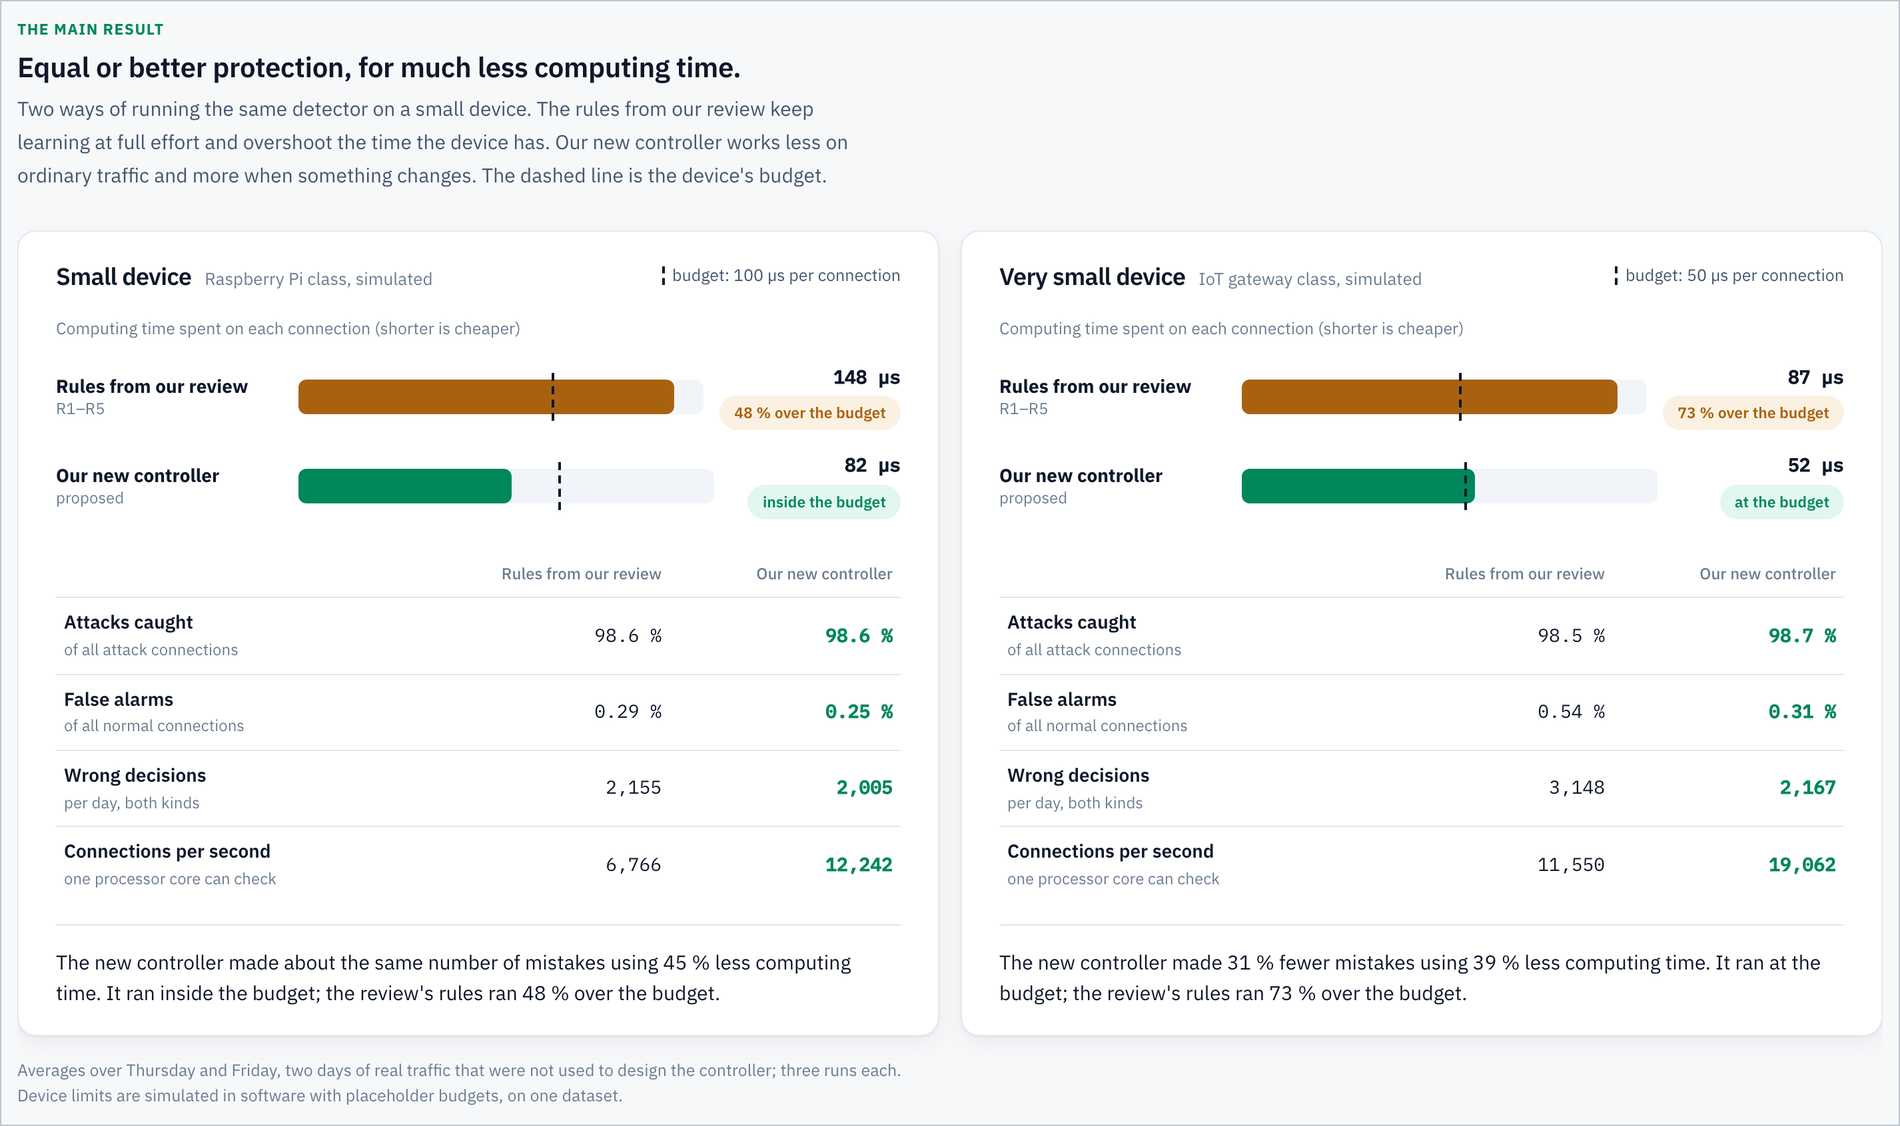 THE MAIN RESULT
Equal or better protection, for much less computing time.
Two ways of running the same detector on a small device. The rules from our review keep
learning at full effort and overshoot the time the device has. Our new controller works less on
ordinary traffic and more when something changes. The dashed line is the device's budget.
Small device Raspberry Pi class, simulated budget: 100 µs per connection
Computing time spent on each connection (shorter is cheaper)
Rules from our review 148 µs
R1–R5 48 % over the budget
Our new controller 82 µs
proposed inside the budget
Rules from our review Our new controller
Attacks caught
of all attack connections 98.6 % 98.6 %
False alarms
of all normal connections 0.29 % 0.25 %
Wrong decisions
per day, both kinds 2,155 2,005
Connections per second
one processor core can check 6,766 12,242
The new controller made about the same number of mistakes using 45 % less computing
time. It ran inside the budget; the review's rules ran 48 % over the budget.
Very small device IoT gateway class, simulated budget: 50 µs per connection
Computing time spent on each connection (shorter is cheaper)
Rules from our review 87 µs
R1–R5 73 % over the budget
Our new controller 52 µs
proposed at the budget
Rules from our review Our new controller
Attacks caught
of all attack connections 98.5 % 98.7 %
False alarms
of all normal connections 0.54 % 0.31 %
Wrong decisions
per day, both kinds 3,148 2,167
Connections per second
one processor core can check 11,550 19,062
The new controller made 31 % fewer mistakes using 39 % less computing time. It ran at the
budget; the review's rules ran 73 % over the budget.
Averages over Thursday and Friday, two days of real traffic that were not used to design the controller; three runs each.
Device limits are simulated in software with placeholder budgets, on one dataset.